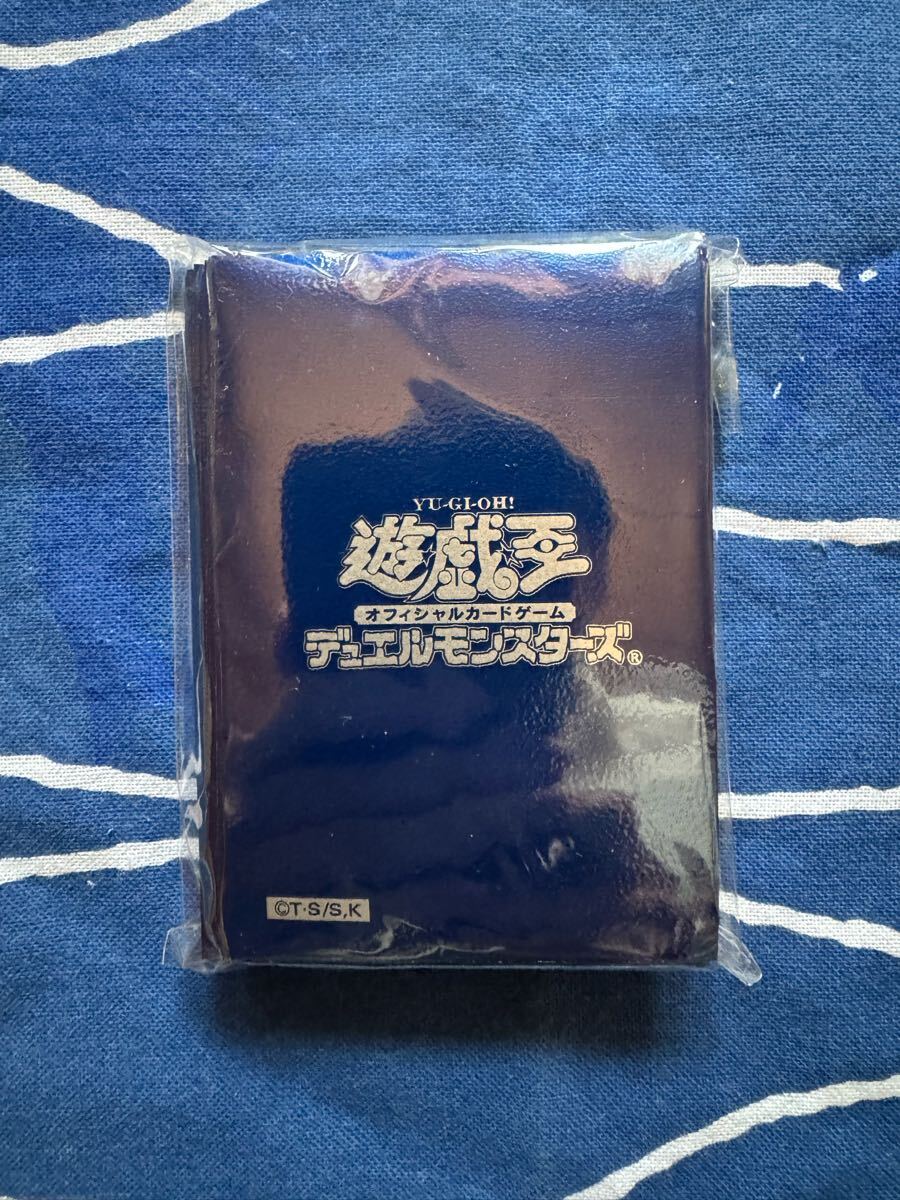 YU-GI-OH!
遊戯王
オフィシャルカードゲーム
デュエルモンスターズ®
©T・S/S,K